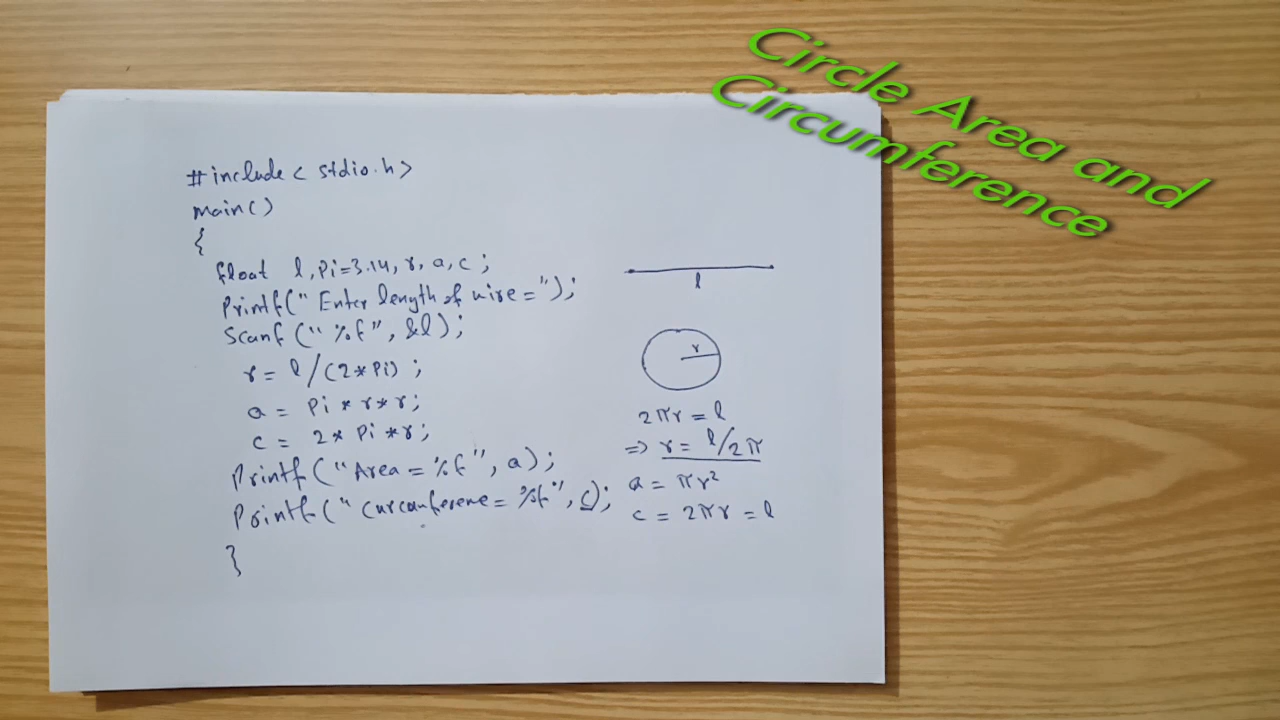 Circle Area and
Circumference
#include < stdio.h>
main()
{
float l, Pi=3.14, r, a, c ;
Printf(" Enter length of wire = ");
Scanf (" %f ", &l);
r = l/(2*Pi) ;
a = Pi * r * r;
c = 2 * Pi * r;
Printf ("Area = %f", a);
Printf (" Curcumference = %f", c);
}
l
r
2πr = l
=> r = l/2π
a = πr²
c = 2πr = l